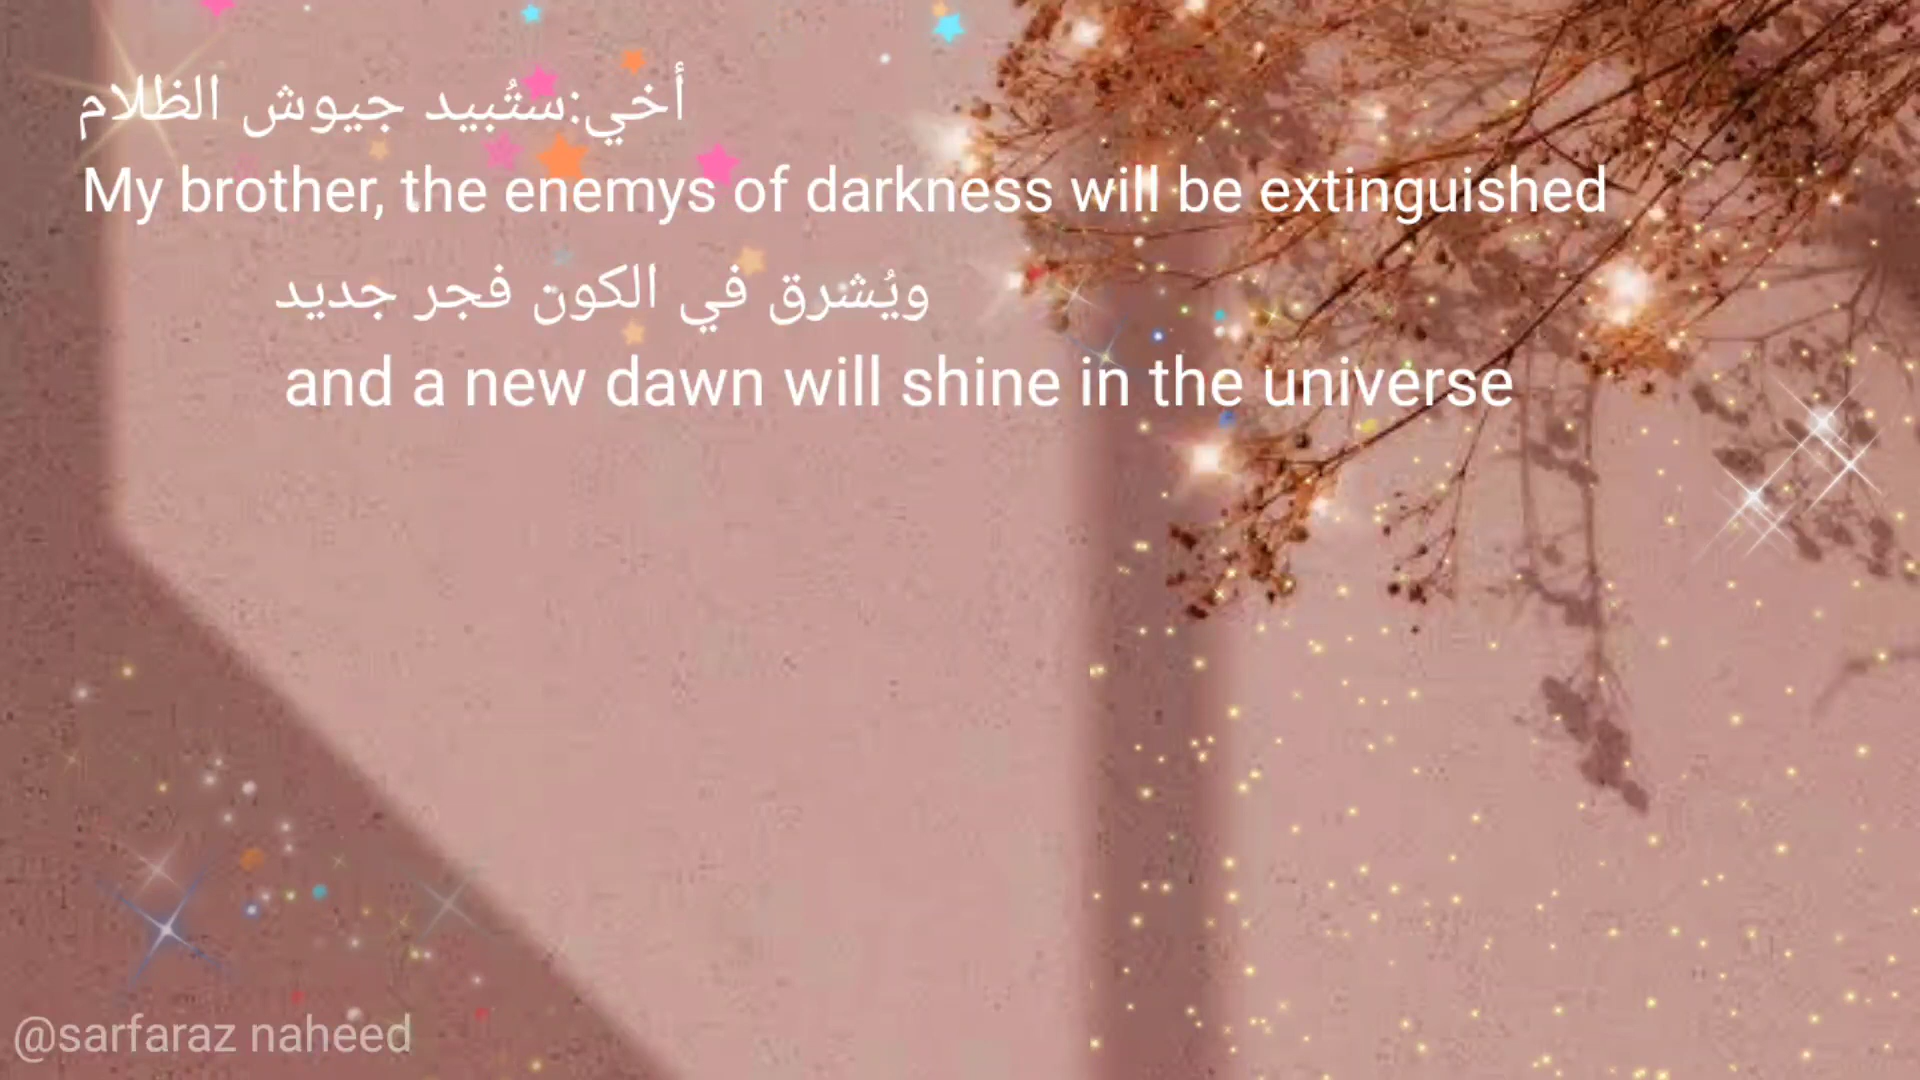 أخي:ستُبيد جيوش الظلام
My brother, the enemys of darkness will be extinguished
ويُشرق في الكون فجر جديد
and a new dawn will shine in the universe
@sarfaraz naheed